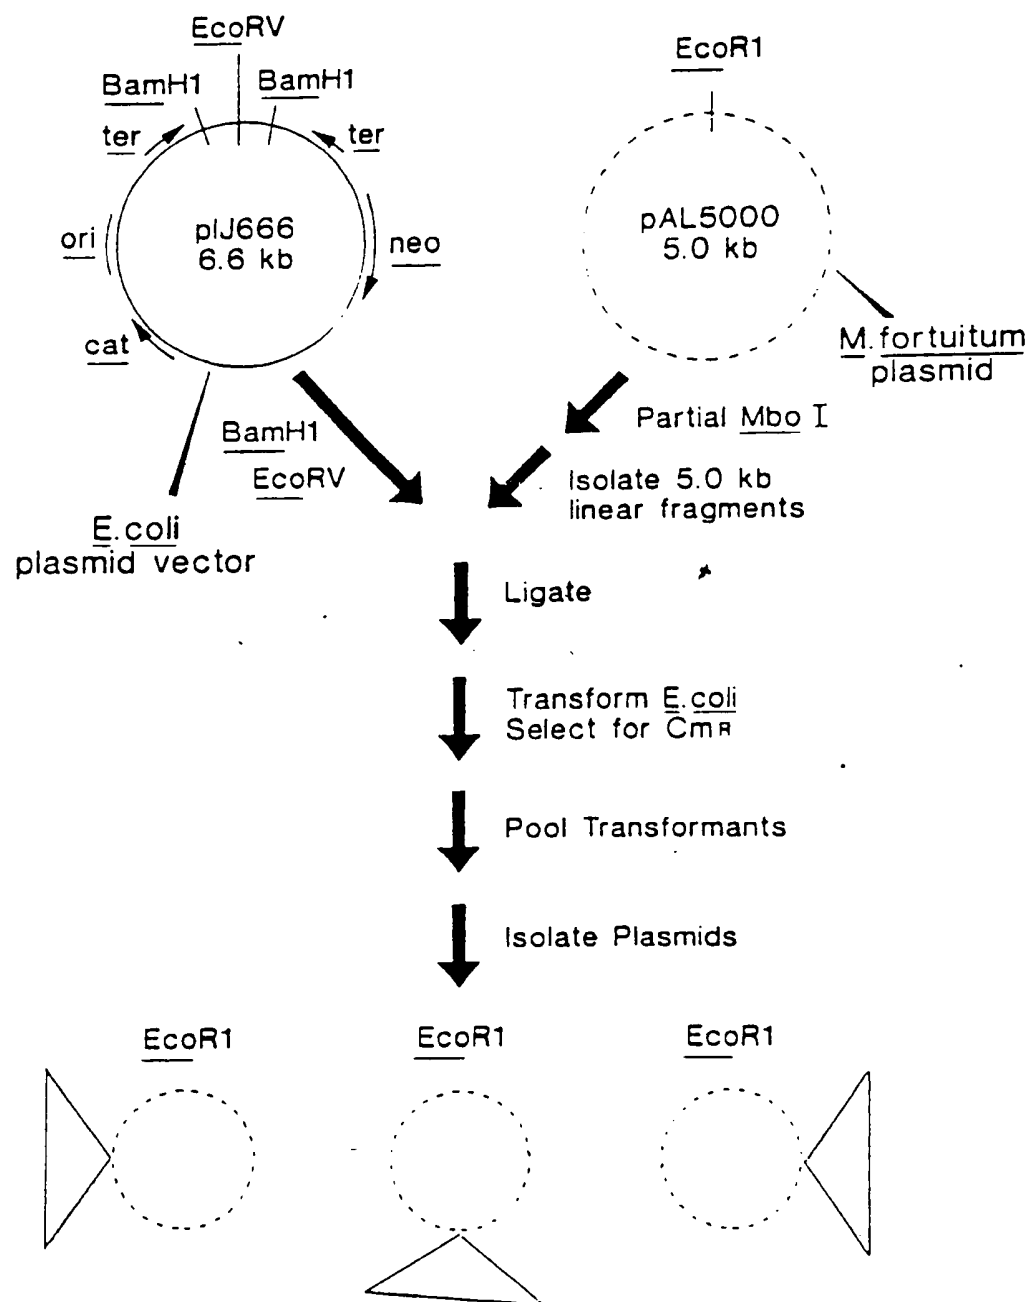 EcoRV
BamH1
BamH1
ter
ter
ori
pIJ666
6.6 kb
neo
cat
E.coli
plasmid vector
EcoR1
pAL5000
5.0 kb
M.fortuitum
plasmid
BamH1
EcoRV
Partial Mbo I
Isolate 5.0 kb
linear fragments
Ligate
Transform E.coli
Select for CmR
Pool Transformants
Isolate Plasmids
EcoR1
EcoR1
EcoR1